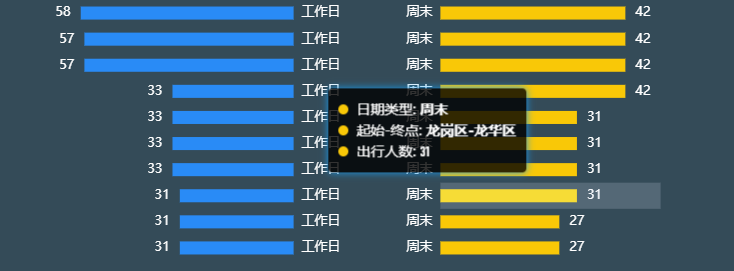 58 工作日 周末 42
57 工作日 周末 42
57 工作日 周末 42
33 工作日 周末 42
33 工作日 31
33 工作日 31
33 工作日 31
31 工作日 周末 31
31 工作日 周末 27
31 工作日 周末 27
日期类型: 周末
起始-终点: 龙岗区-龙华区
出行人数: 31